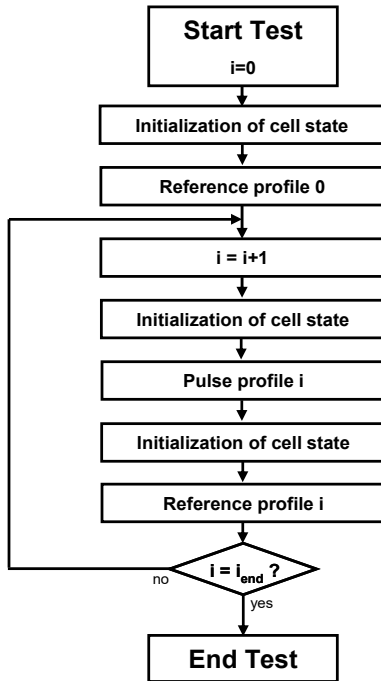 Start Test
i=0
Initialization of cell state
Reference profile 0
i = i+1
Initialization of cell state
Pulse profile i
Initialization of cell state
Reference profile i
i = i_end ?
no
yes
End Test